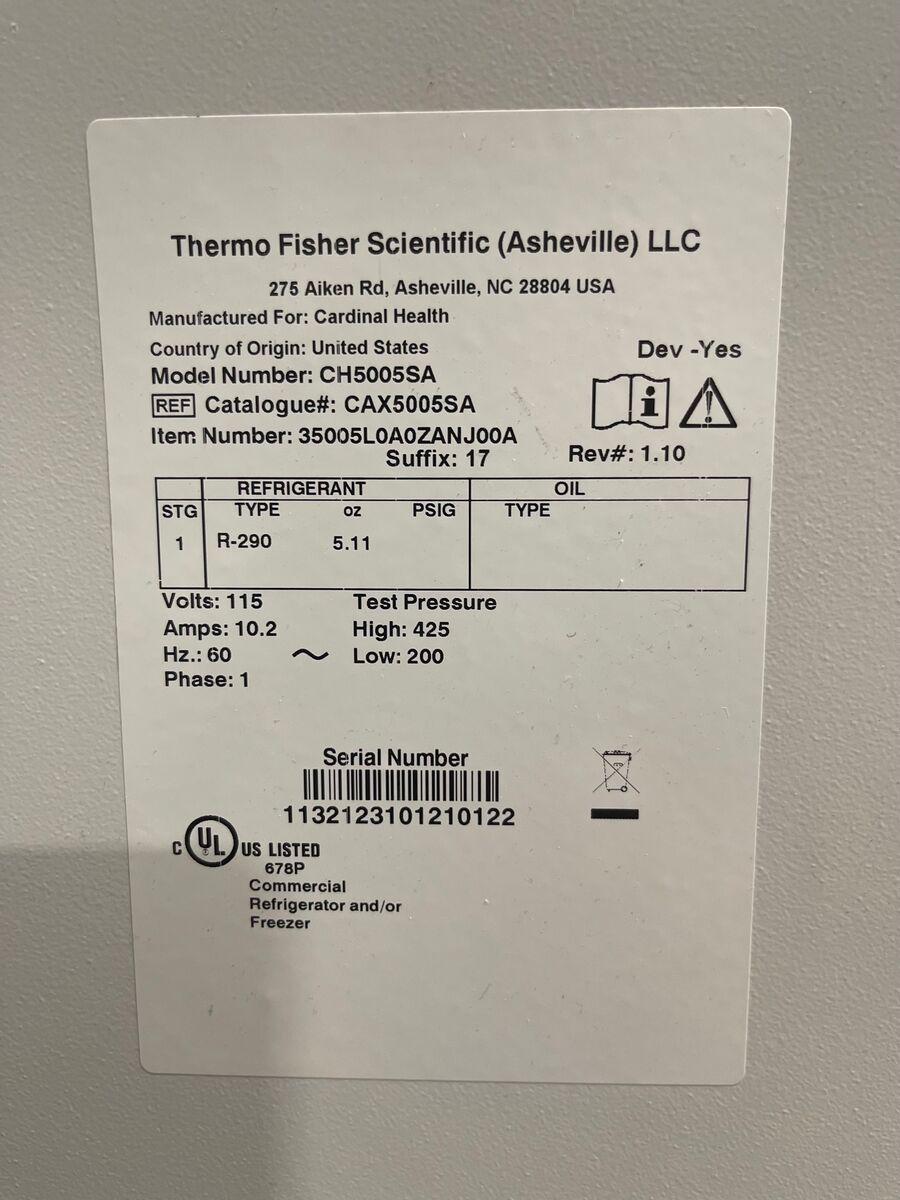 Thermo Fisher Scientific (Asheville) LLC
275 Aiken Rd, Asheville, NC 28804 USA
Manufactured For: Cardinal Health
Country of Origin: United States
Dev -Yes
Model Number: CH5005SA
REF Catalogue#: CAX5005SA
Item Number: 35005L0A0ZANJ00A
Suffix: 17
Rev#: 1.10
REFRIGERANT OIL
STG TYPE oz PSIG TYPE
1 R-290 5.11
Volts: 115 Test Pressure
Amps: 10.2 High: 425
Hz.: 60 ~ Low: 200
Phase: 1
Serial Number
1132123101210122
C UL US LISTED
678P
Commercial
Refrigerator and/or
Freezer